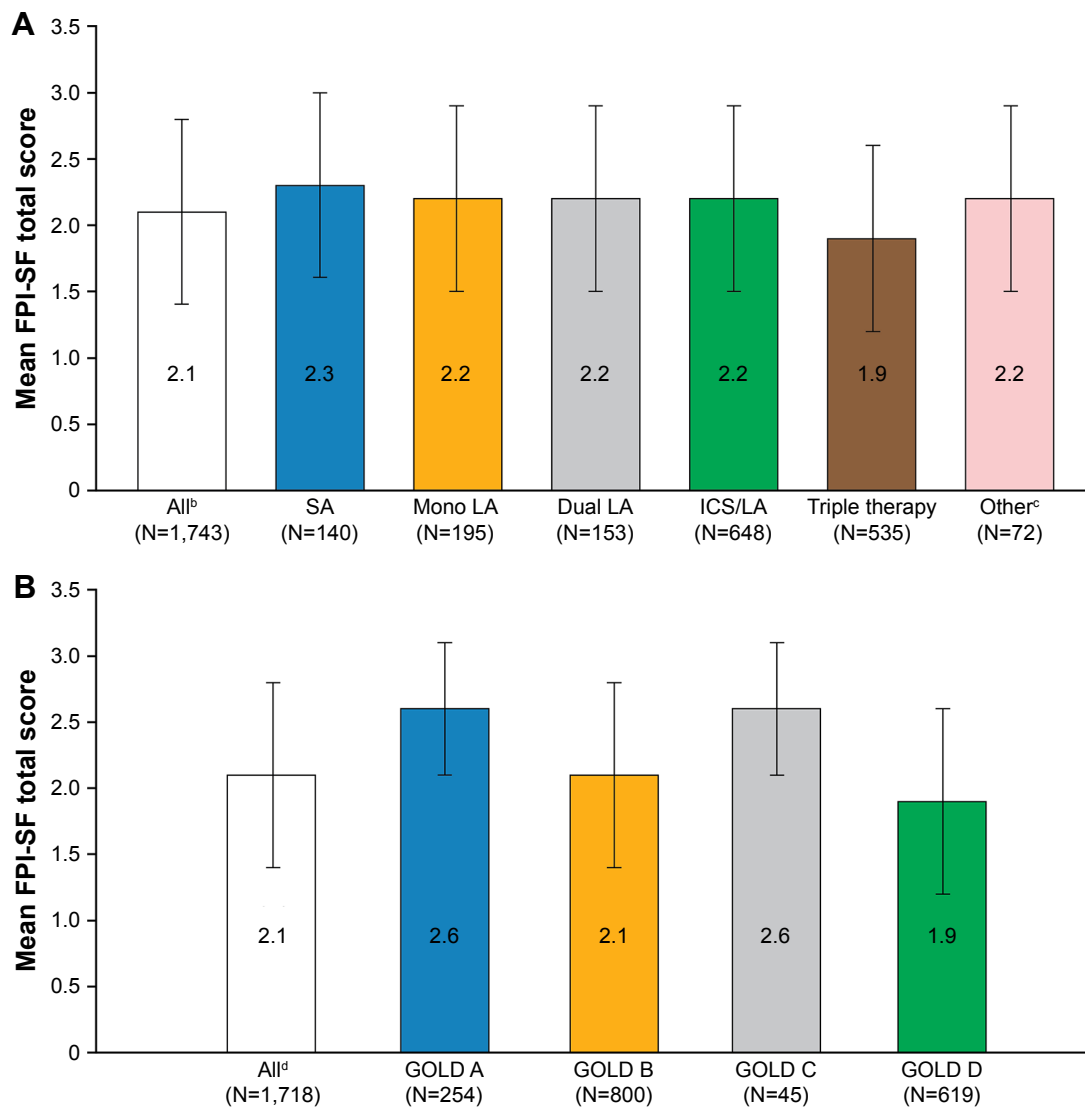 A
Mean FPI-SF total score
3.5
3.0
2.5
2.0
1.5
1.0
0.5
0
2.1
2.3
2.2
2.2
2.2
1.9
2.2
Allᵇ
(N=1,743)
SA
(N=140)
Mono LA
(N=195)
Dual LA
(N=153)
ICS/LA
(N=648)
Triple therapy
(N=535)
Otherᶜ
(N=72)
B
Mean FPI-SF total score
3.5
3.0
2.5
2.0
1.5
1.0
0.5
0
2.1
2.6
2.1
2.6
1.9
Allᵈ
(N=1,718)
GOLD A
(N=254)
GOLD B
(N=800)
GOLD C
(N=45)
GOLD D
(N=619)